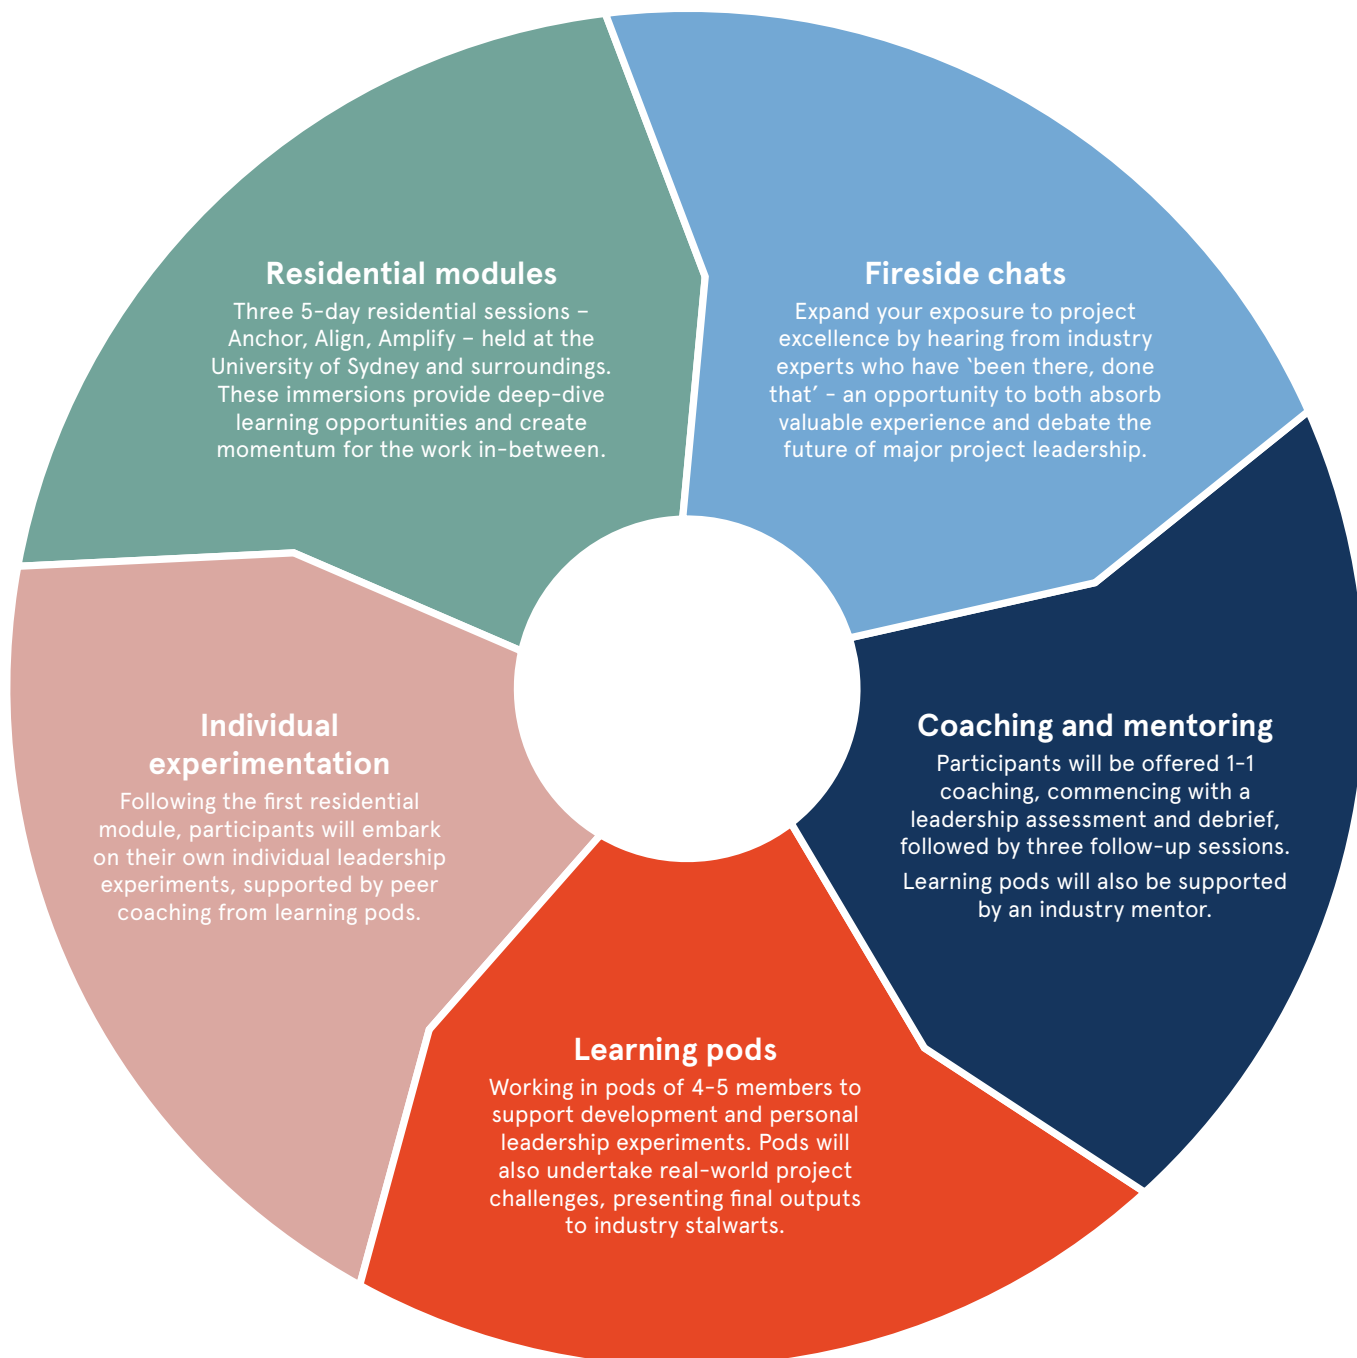 Residential modules
Three 5-day residential sessions –
Anchor, Align, Amplify – held at the
University of Sydney and surroundings.
These immersions provide deep-dive
learning opportunities and create
momentum for the work in-between.
Fireside chats
Expand your exposure to project
excellence by hearing from industry
experts who have ‘been there, done
that’ - an opportunity to both absorb
valuable experience and debate the
future of major project leadership.
Coaching and mentoring
Participants will be offered 1-1
coaching, commencing with a
leadership assessment and debrief,
followed by three follow-up sessions.
Learning pods will also be supported
by an industry mentor.
Learning pods
Working in pods of 4-5 members to
support development and personal
leadership experiments. Pods will
also undertake real-world project
challenges, presenting final outputs
to industry stalwarts.
Individual
experimentation
Following the first residential
module, participants will embark
on their own individual leadership
experiments, supported by peer
coaching from learning pods.